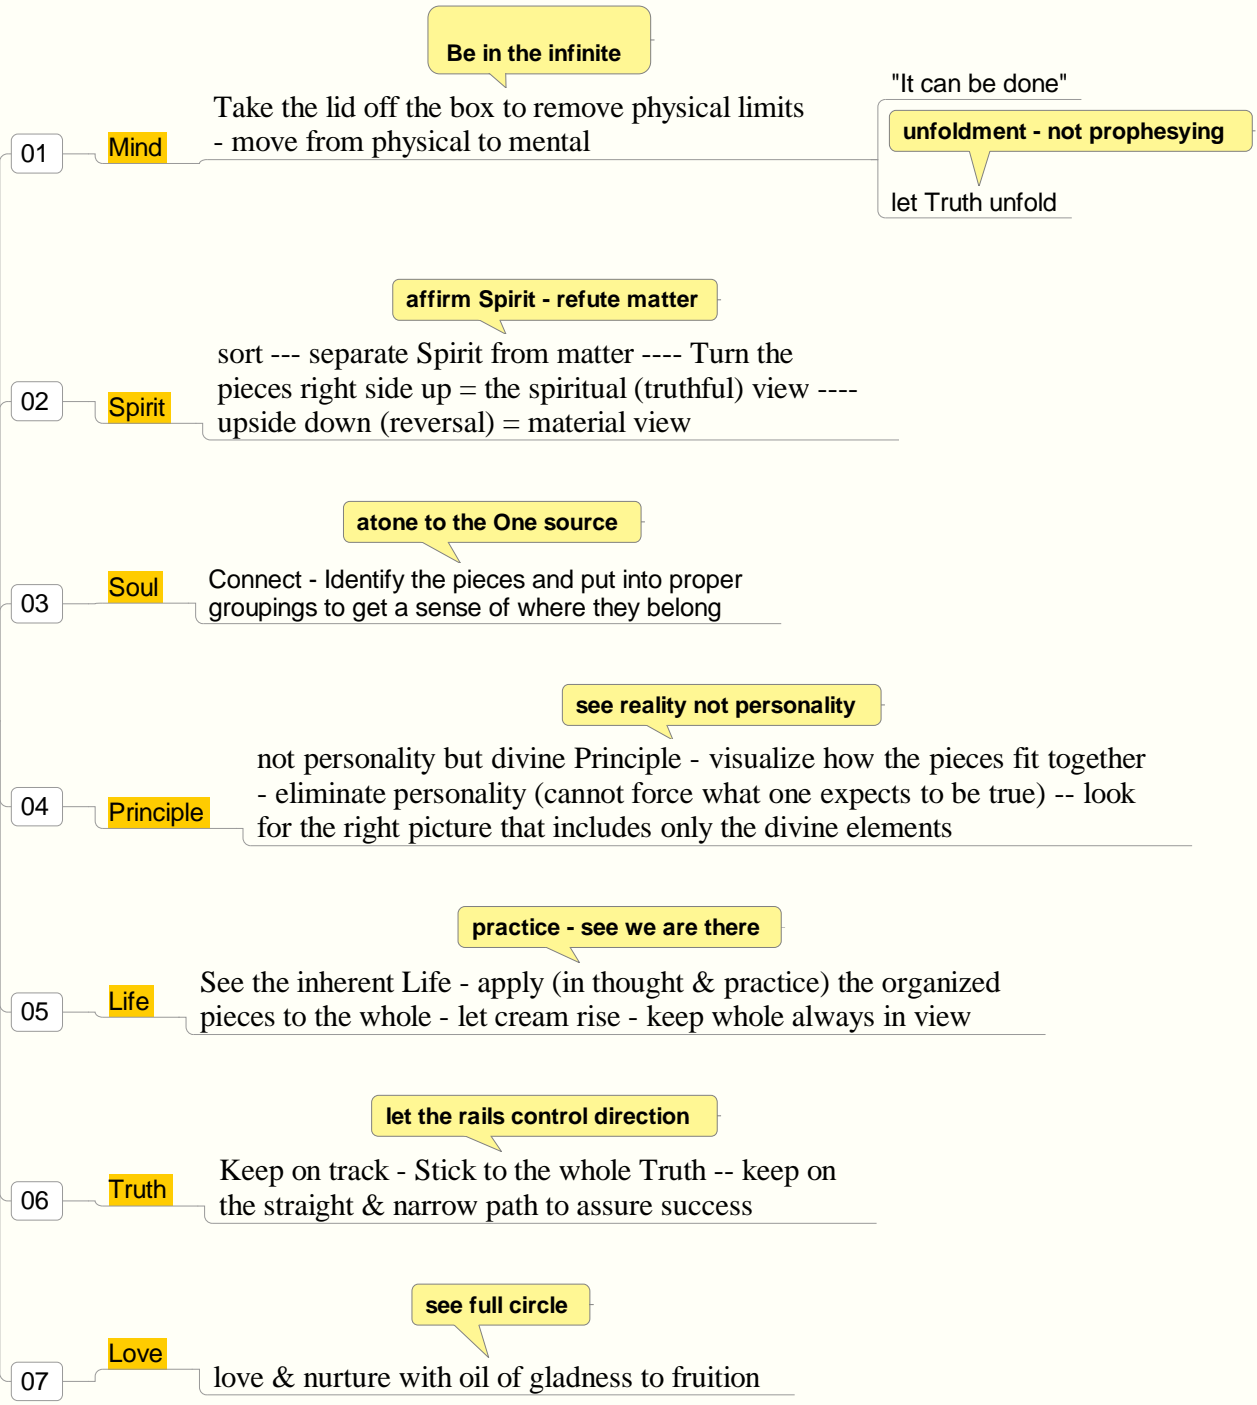 Be in the infinite
01
Mind
Take the lid off the box to remove physical limits
- move from physical to mental
"It can be done"
unfoldment - not prophesying
let Truth unfold
affirm Spirit - refute matter
02
Spirit
sort --- separate Spirit from matter ---- Turn the
pieces right side up = the spiritual (truthful) view ----
upside down (reversal) = material view
atone to the One source
03
Soul
Connect - Identify the pieces and put into proper
groupings to get a sense of where they belong
see reality not personality
04
Principle
not personality but divine Principle - visualize how the pieces fit together
- eliminate personality (cannot force what one expects to be true) -- look
for the right picture that includes only the divine elements
practice - see we are there
05
Life
See the inherent Life - apply (in thought & practice) the organized
pieces to the whole - let cream rise - keep whole always in view
let the rails control direction
06
Truth
Keep on track - Stick to the whole Truth -- keep on
the straight & narrow path to assure success
see full circle
07
Love
love & nurture with oil of gladness to fruition